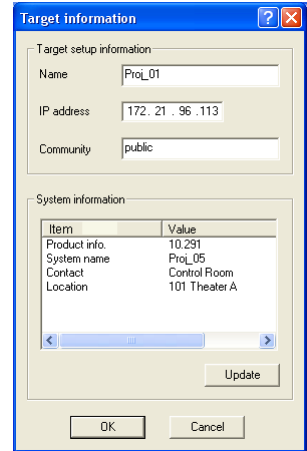 Target information
Target setup information
Name Proj_01
IP address 172. 21 . 96 .113
Community public
System information
Item Value
Product info. 10.291
System name Proj_05
Contact Control Room
Location 101 Theater A
Update
OK Cancel